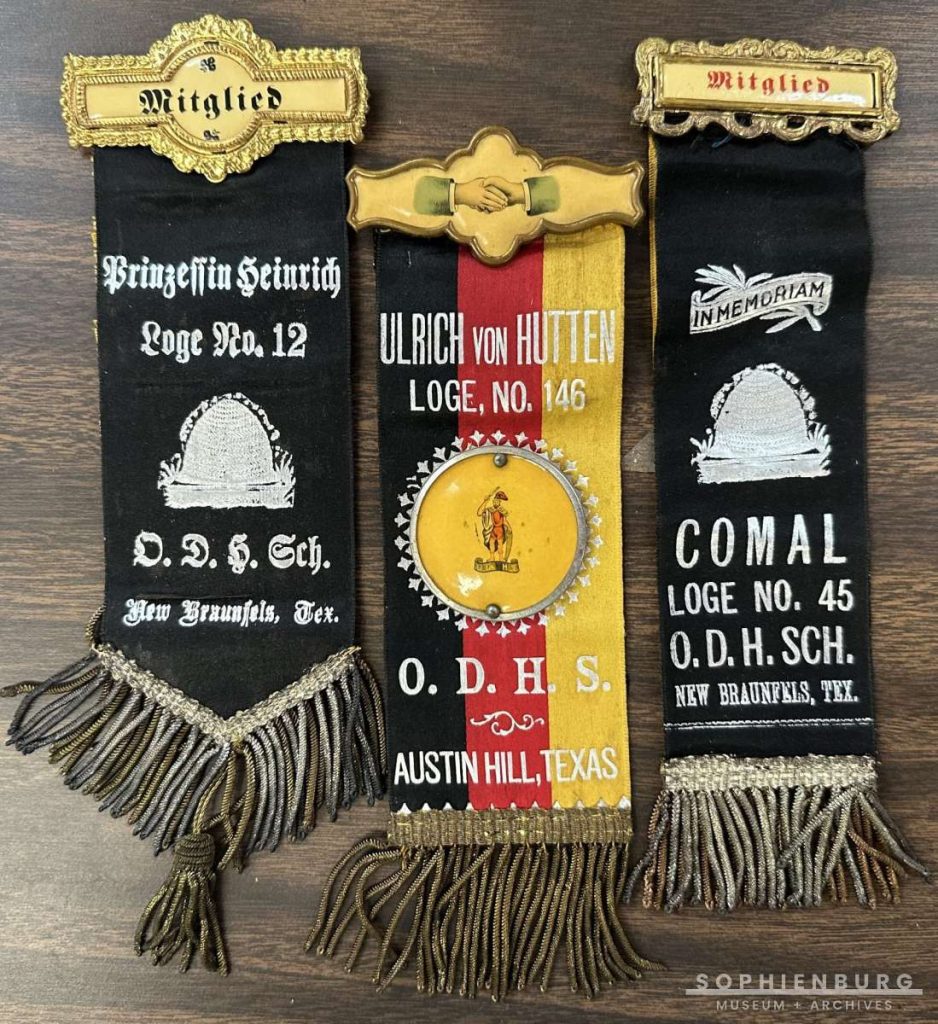 Mitglied
Prinzessin Heinrich
Loge No. 12
O. D. H. Sch.
New Braunfels, Tex.
ULRICH VON HUTTEN
LOGE, NO. 146
O. D. H. S.
AUSTIN HILL, TEXAS
Mitglied
IN MEMORIAM
COMAL
LOGE NO. 45
O. D. H. SCH.
NEW BRAUNFELS, TEX.
SOPHIENBURG
MUSEUM + ARCHIVES